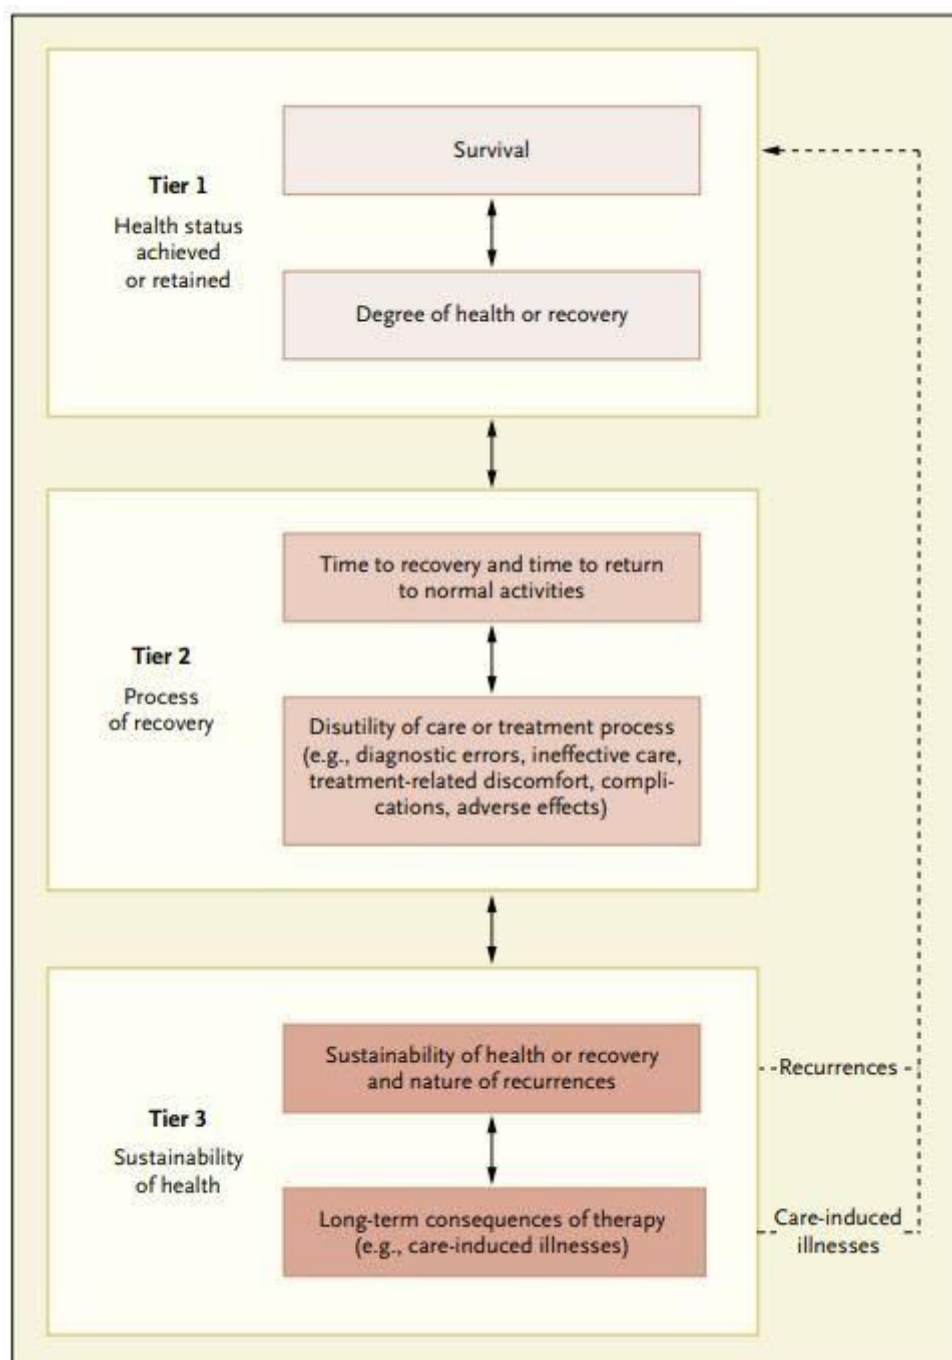 Survival
Tier 1
Health status
achieved
or retained
Degree of health or recovery
Time to recovery and time to return
to normal activities
Tier 2
Process
of recovery
Disutility of care or treatment process
(e.g., diagnostic errors, ineffective care,
treatment-related discomfort, compli-
cations, adverse effects)
Sustainability of health or recovery
and nature of recurrences
Recurrences
Tier 3
Sustainability
of health
Long-term consequences of therapy
(e.g., care-induced illnesses)
Care-induced
illnesses